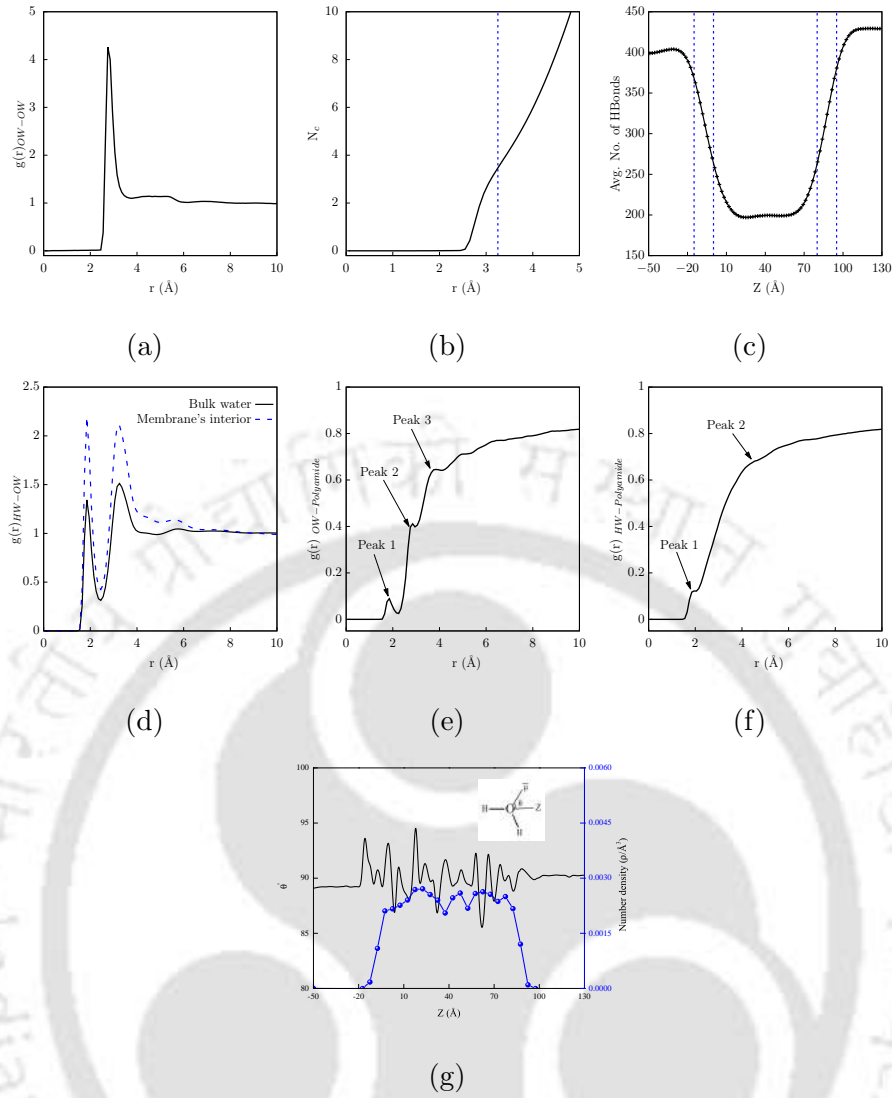 5
4
3
2
1
0
0 2 4 6 8 10
g(r)OW−OW
r (Å)
(a)
10
8
6
4
2
0
0 1 2 3 4 5
Nc
r (Å)
(b)
450
400
350
300
250
200
150
−50 −20 10 40 70 100 130
Avg. No. of HBonds
Z (Å)
(c)
2.5
2
1.5
1
0.5
0
0 2 4 6 8 10
g(r)HW−OW
r (Å)
Bulk water
Membrane's interior
(d)
1
0.8
0.6
0.4
0.2
0
0 2 4 6 8 10
g(r) OW−Polyamide
r (Å)
Peak 3
Peak 2
Peak 1
(e)
1
0.8
0.6
0.4
0.2
0
0 2 4 6 8 10
g(r) HW−Polyamide
r (Å)
Peak 2
Peak 1
(f)
100
95
90
85
80
-50 -20 10 40 70 100 130
θ°
Z (Å)
0.0060
0.0045
0.0030
0.0015
0.0000
Number density (ρ/Å³)
μ
θ
H O Z
H
(g)